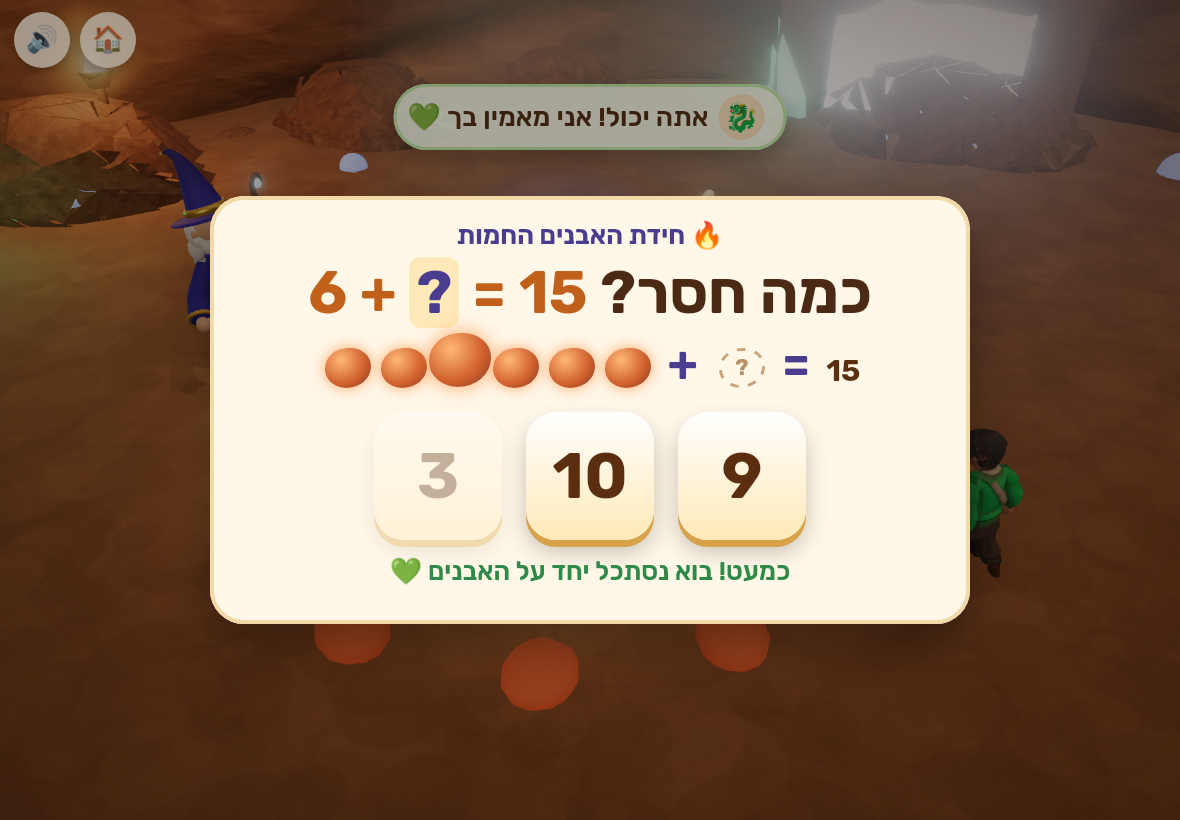 אתה יכול! אני מאמין בך 💚
🔥 חידת האבנים החמות
כמה חסר? 6 + ? = 15
+ ? = 15
3 10 9
כמעט! בוא נסתכל יחד על האבנים 💚